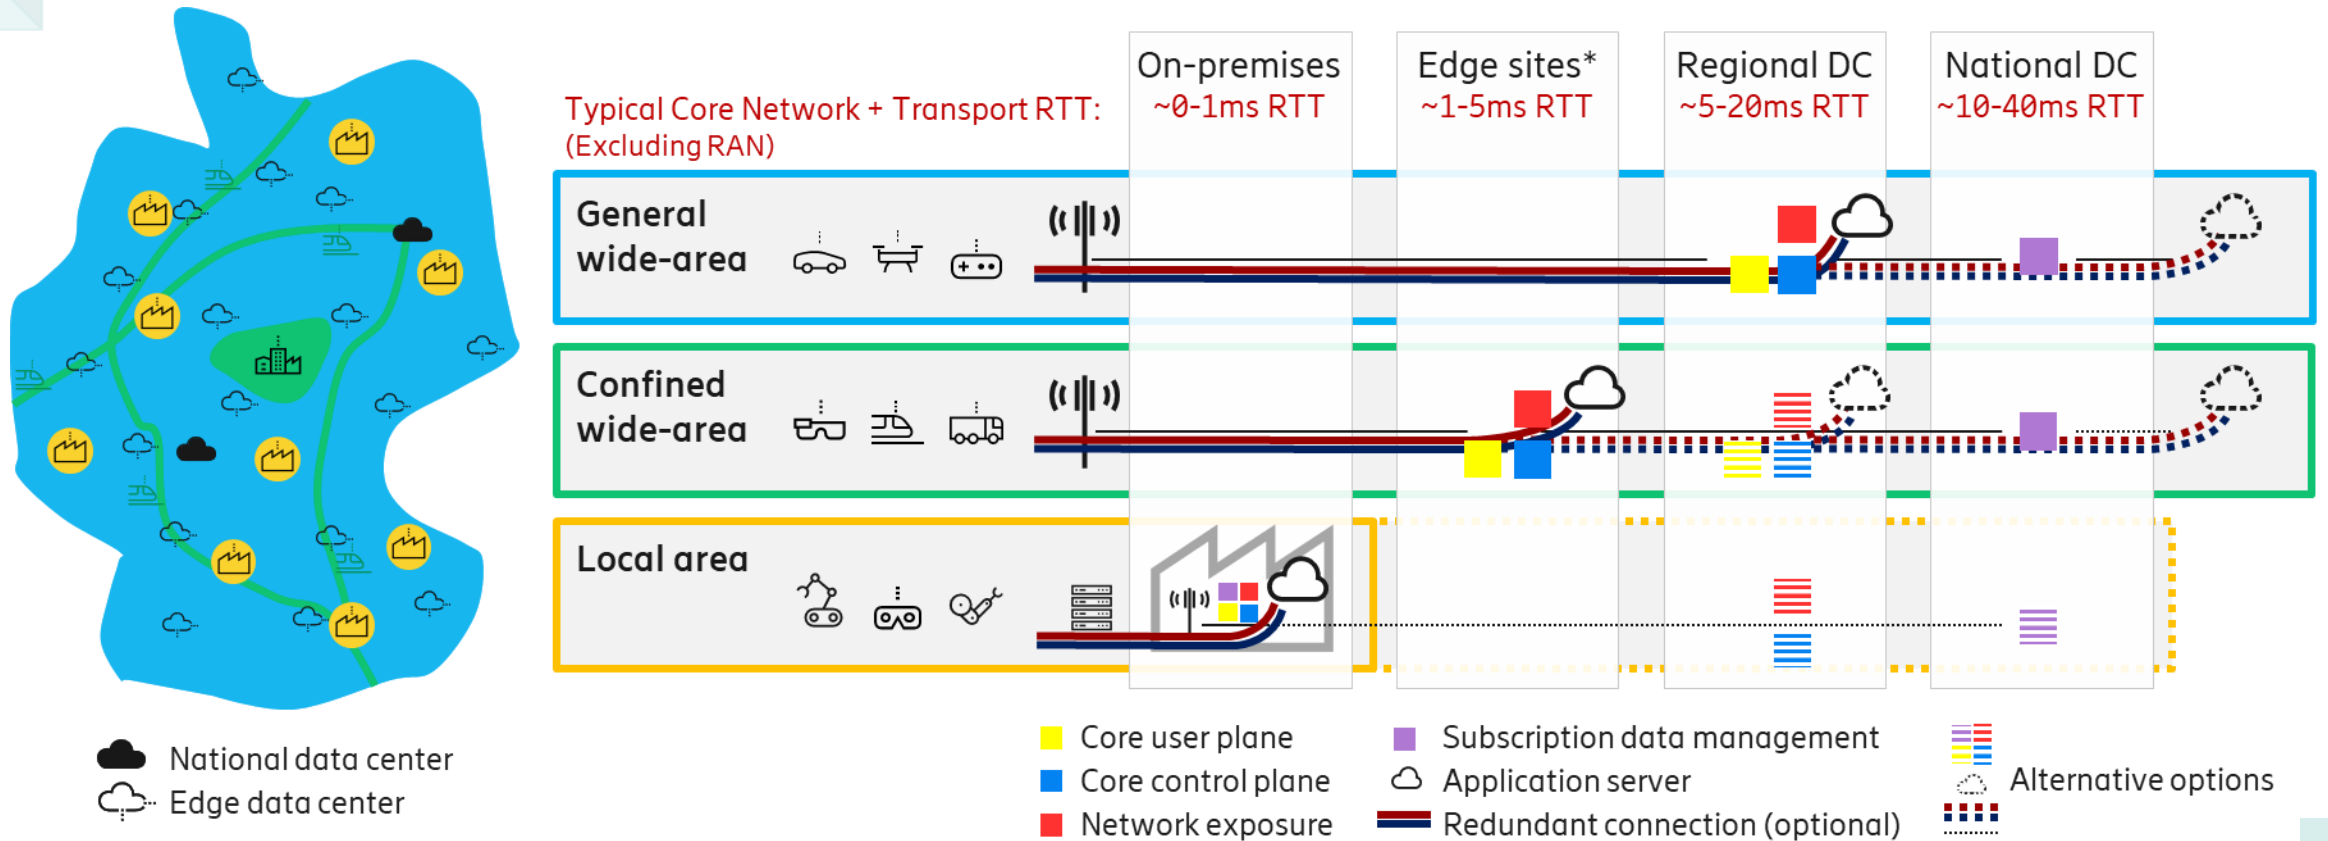 On-premises
~0-1ms RTT
Edge sites*
~1-5ms RTT
Regional DC
~5-20ms RTT
National DC
~10-40ms RTT
Typical Core Network + Transport RTT:
(Excluding RAN)
General
wide-area
Confined
wide-area
Local area
National data center
Edge data center
Core user plane
Core control plane
Network exposure
Subscription data management
Application server
Redundant connection (optional)
Alternative options